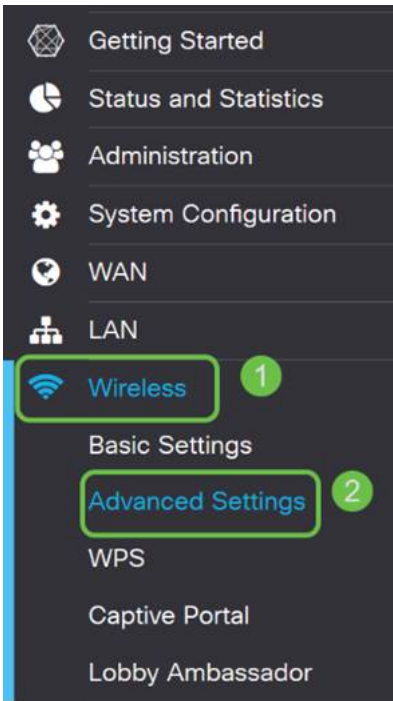 Getting Started
Status and Statistics
Administration
System Configuration
WAN
LAN
Wireless 1
Basic Settings
Advanced Settings 2
WPS
Captive Portal
Lobby Ambassador